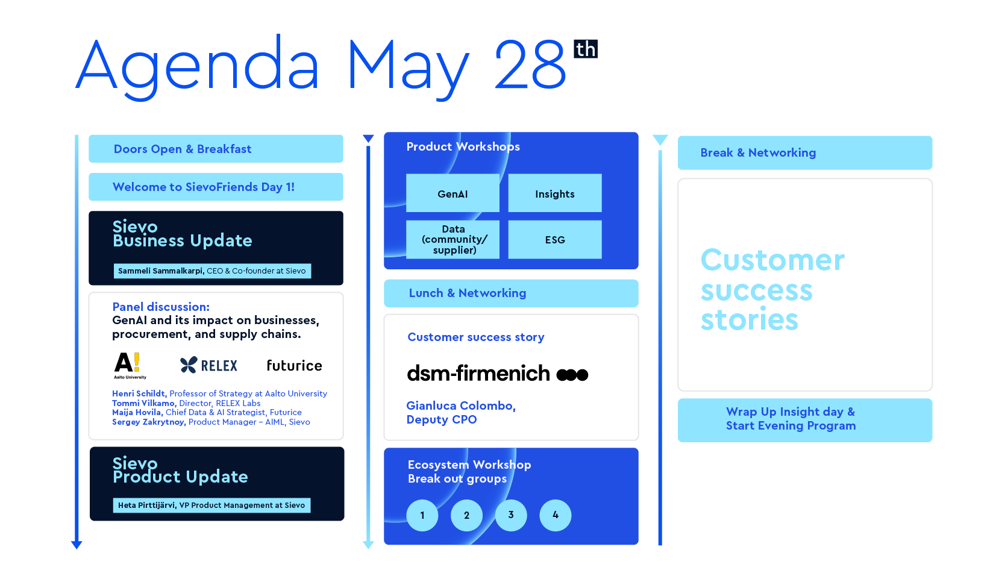 Agenda May 28th
Doors Open & Breakfast
Welcome to SievoFriends Day 1!
Sievo
Business Update
Sammeli Sammalkarpi, CEO & Co-founder at Sievo
Panel discussion:
GenAI and its impact on businesses,
procurement, and supply chains.
A!
Aalto University
RELEX
futurice
Henri Schildt, Professor of Strategy at Aalto University
Tommi Vilkamo, Director, RELEX Labs
Maija Hovila, Chief Data & AI Strategist, Futurice
Sergey Zakrytnoy, Product Manager – AIML, Sievo
Sievo
Product Update
Heta Pirttijärvi, VP Product Management at Sievo
Product Workshops
GenAI
Insights
Data
(community/
supplier)
ESG
Lunch & Networking
Customer success story
dsm-firmenich
Gianluca Colombo,
Deputy CPO
Ecosystem Workshop
Break out groups
1 2 3 4
Break & Networking
Customer
success
stories
Wrap Up Insight day &
Start Evening Program